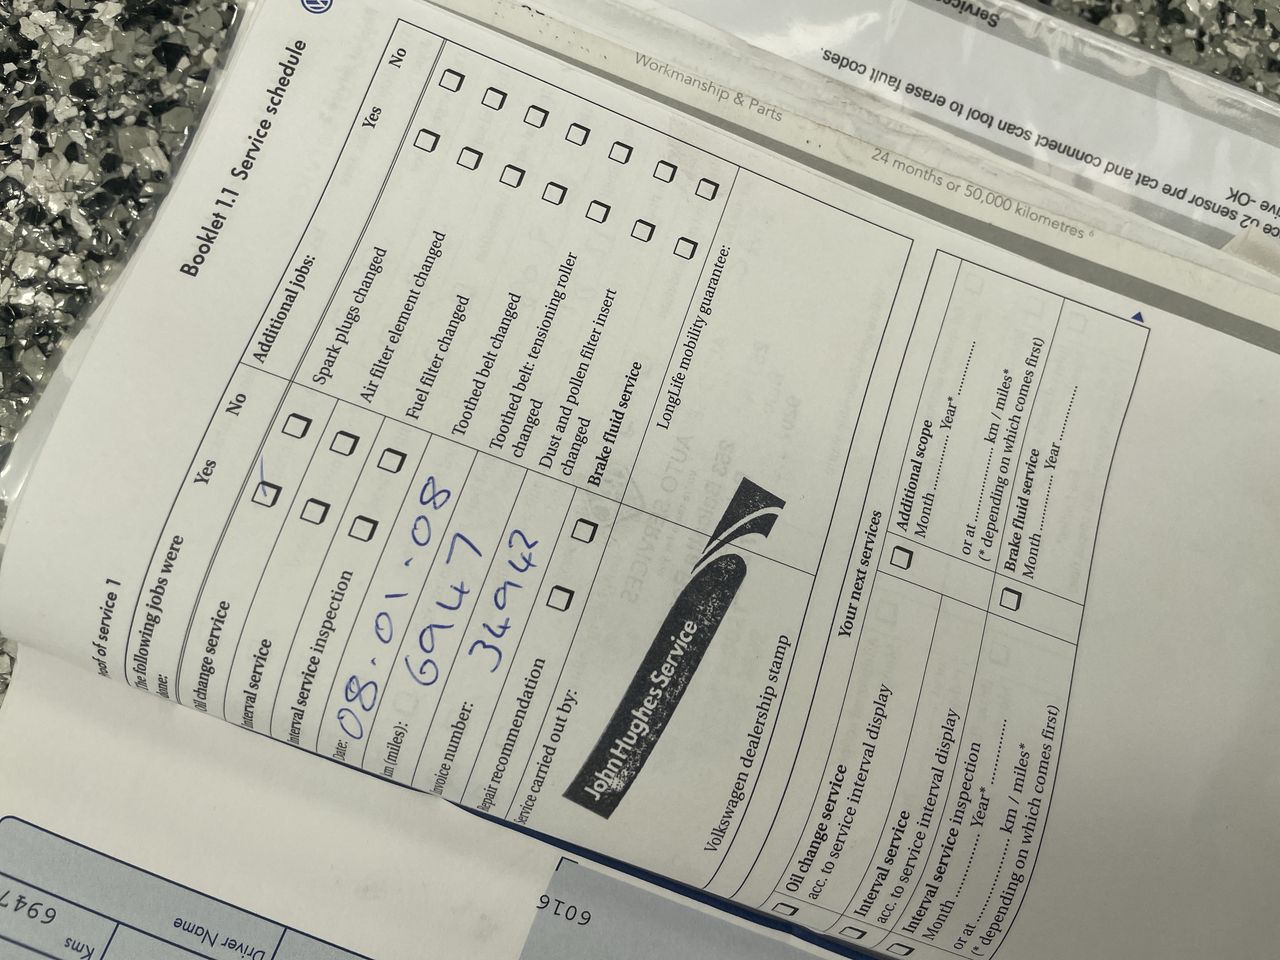 Booklet 1.1 Service schedule
of service 1
The following jobs were done:
Yes No
Oil change service
Interval service
Interval service inspection
Date: 08.01.08
km (miles): 6947
Invoice number: 34942
Repair recommendation
Service carried out by:
JohnHughesService
Volkswagen dealership stamp
Additional jobs:
Yes No
Spark plugs changed
Air filter element changed
Fuel filter changed
Toothed belt changed
Toothed belt: tensioning roller
changed
Dust and pollen filter insert
changed
Brake fluid service
LongLife mobility guarantee:
Your next services
Oil change service
acc. to service interval display
Interval service
acc. to service interval display
Interval service inspection
Month ............ Year* ............
or at .................... km / miles*
(* depending on which comes first)
Additional scope
Month ........ Year* ............
or at .................... km / miles*
(* depending on which comes first)
Brake fluid service
Month ............ Year ....................
Workmanship & Parts
24 months or 50,000 kilometres 6
Service
and connnect scan tool to erase fault codes.
o2 sensor pre cat
ive -OK
6947
Kms
Driver Name
6016